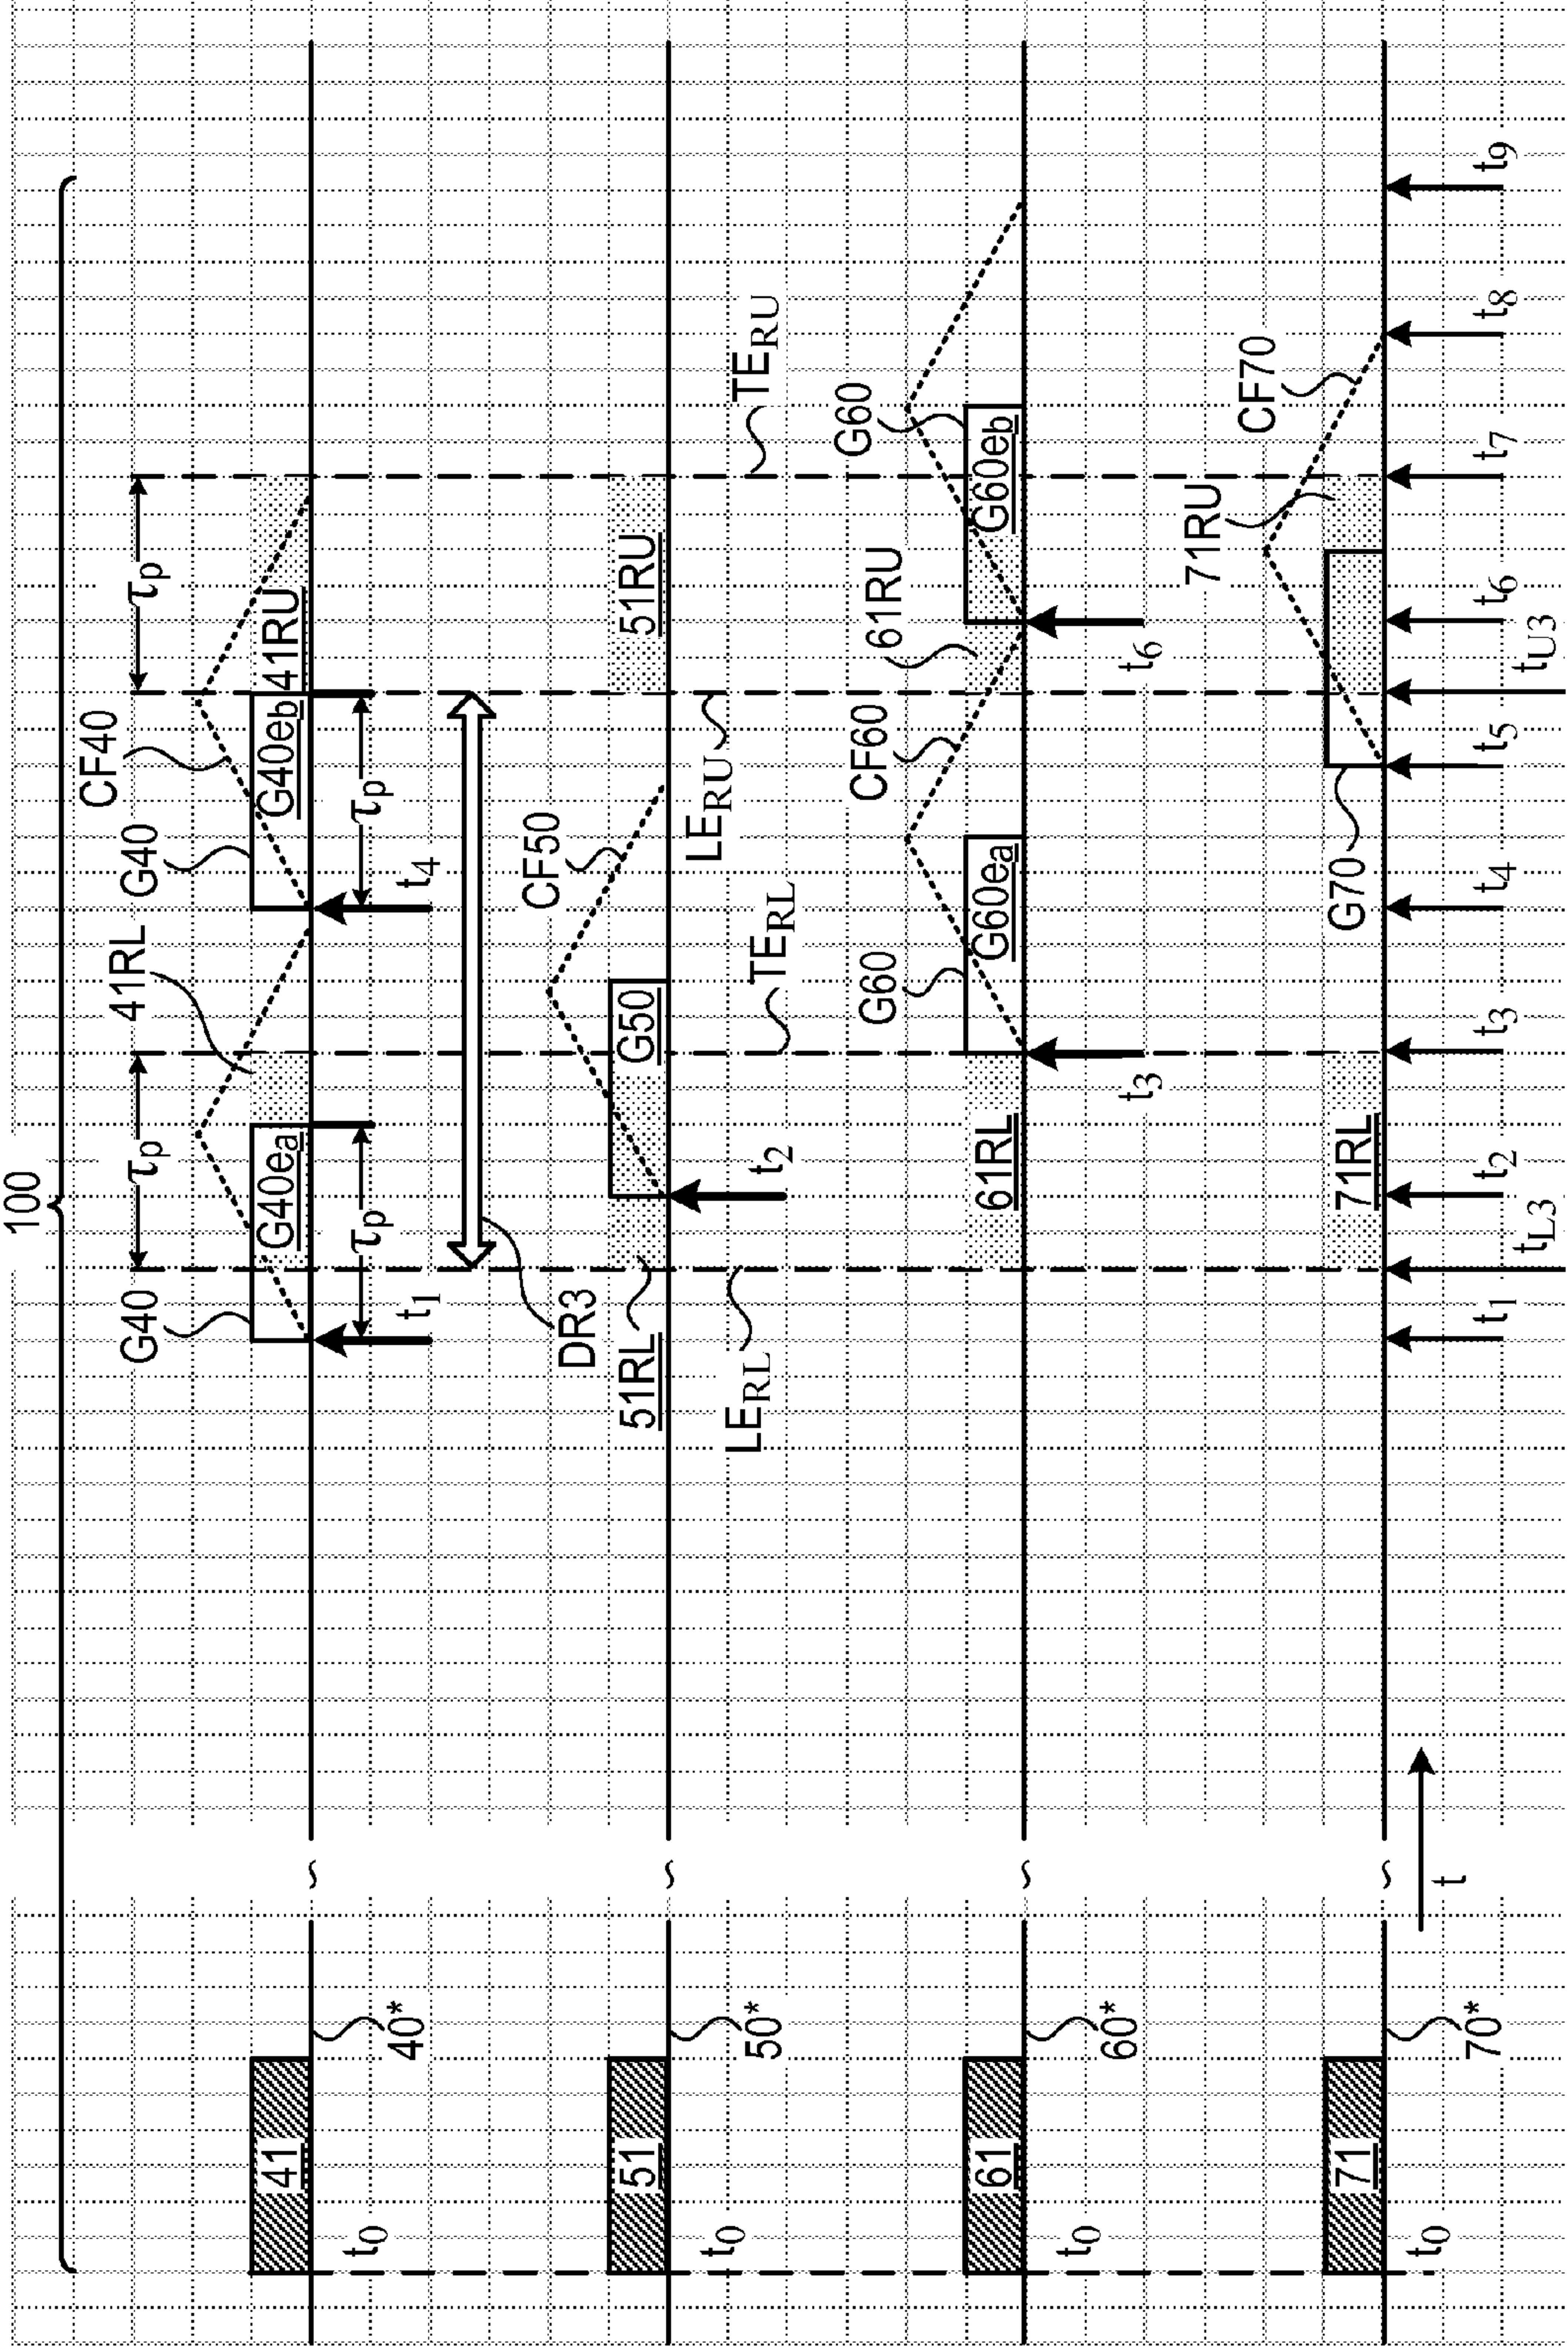 100
τp
τp
CF40
G40
41RL
G40
G40eb
41RU
G40ea
41
τp
τp
t4
t1
t0
40*
DR3
CF50
G50
51RU
51RL
51
LERU
TERU
TERL
LERL
t2
t0
50*
G60
CF60
61RU
G60
G60eb
G60ea
61RL
61
t6
t3
t0
60*
CF70
71RU
G70
71RL
71
t0
70*
t
t1
tL3
t2
t3
t4
t5
tU3
t6
t7
t8
t9